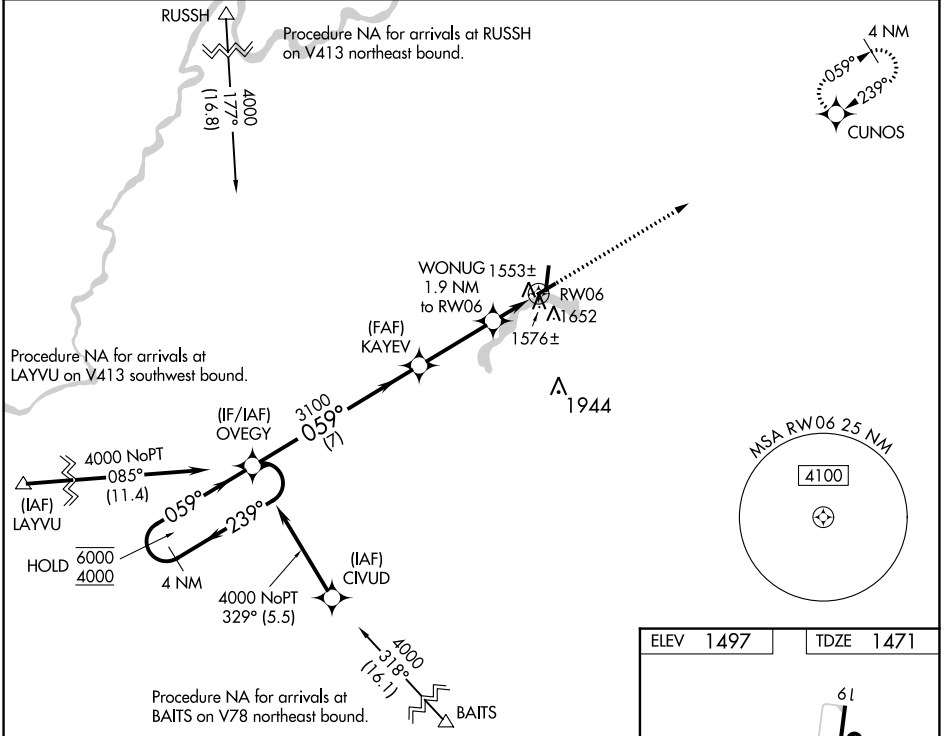 RUSSH
Procedure NA for arrivals at RUSSH
on V413 northeast bound.
4000
177°
(16.8)
4 NM
059°
239°
CUNOS
WONUG
1.9 NM
to RW06
1553±
RW06
1652
1576±
(FAF)
KAYEV
1944
Procedure NA for arrivals at
LAYVU on V413 southwest bound.
(IF/IAF)
OVEGY
3100
059°
(7)
4000 NoPT
085°
(11.4)
(IAF)
LAYVU
059°
239°
HOLD
6000
4000
4 NM
4000 NoPT
329° (5.5)
(IAF)
CIVUD
4000
318°
(16.1)
BAITS
Procedure NA for arrivals at
BAITS on V78 northeast bound.
MSA RW06 25 NM
4100
ELEV 1497
TDZE 1471
19